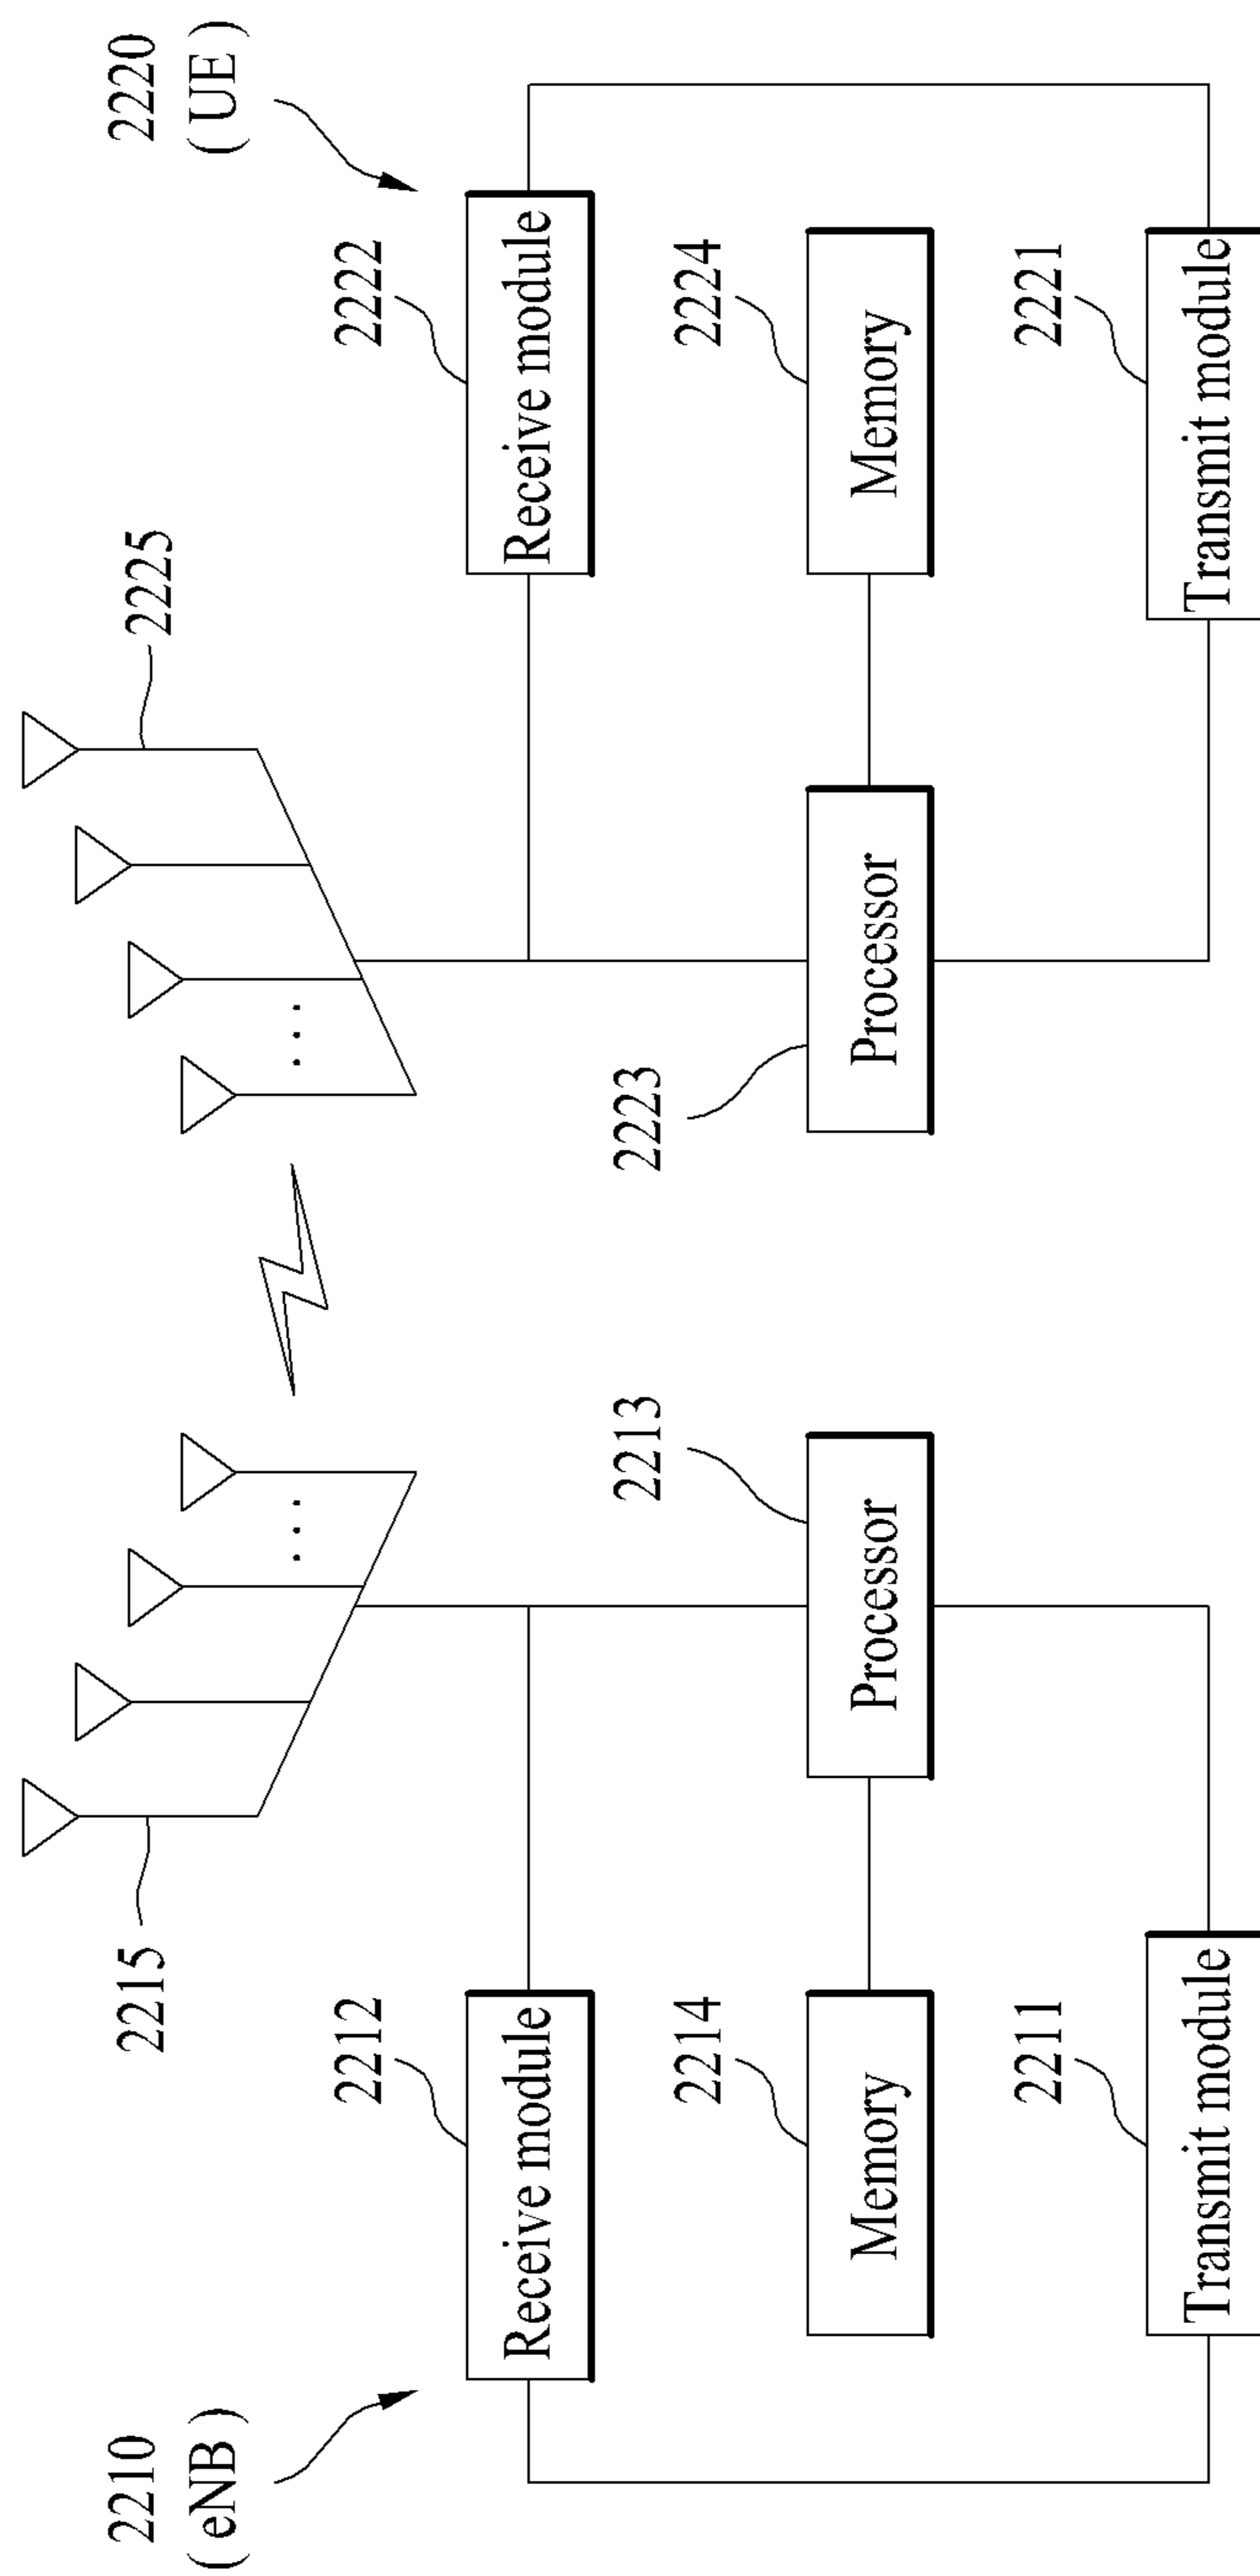 2210
( eNB )
2215
2225
2220
( UE )
2212
Receive module
2222
Receive module
2213
2223
2214
Memory
Processor
Processor
2224
Memory
2211
Transmit module
2221
Transmit module